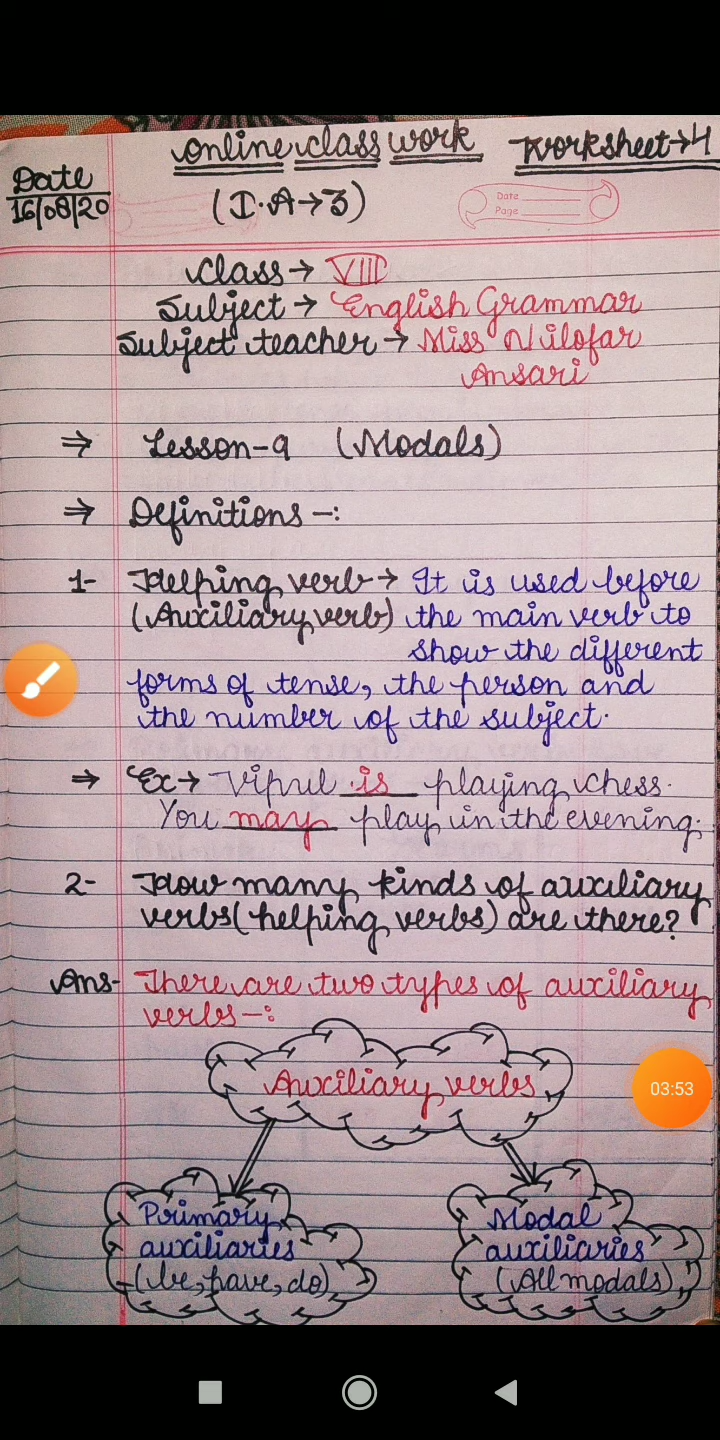 Online class work Worksheet→4
Date
16/08/20
(I.A→3)
Date
Page
Class→ VIII
Subject → English Grammar
Subject teacher → Miss Nilofar
Ansari
⇒ Lesson-9 (Modals)
⇒ Definitions -:
1- Helping verb→ It is used before
(Auxiliary verb) the main verb to
show the different
forms of tense, the person and
the number of the subject.
⇒ Ex→ Vipul is playing chess.
You may play in the evening.
2- How many kinds of auxiliary
verbs(helping verbs) are there?
Ans- There are two types of auxiliary
verbs-:
Auxiliary verbs
03:53
Primary
auxiliaries
(be, have, do)
Modal
auxiliaries
(All modals)